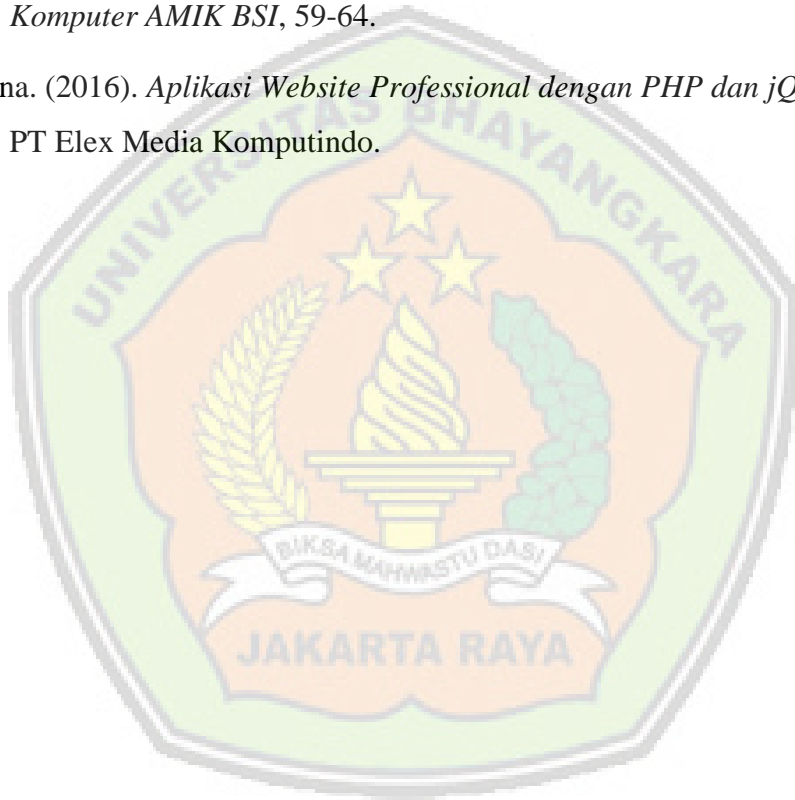 Komputer AMIK BSI, 59-64.
na. (2016). Aplikasi Website Professional dengan PHP dan jQ
PT Elex Media Komputindo.
UNIVERSITAS BHAYANGKARA
BIKSA MAHWASTU DASI
JAKARTA RAYA